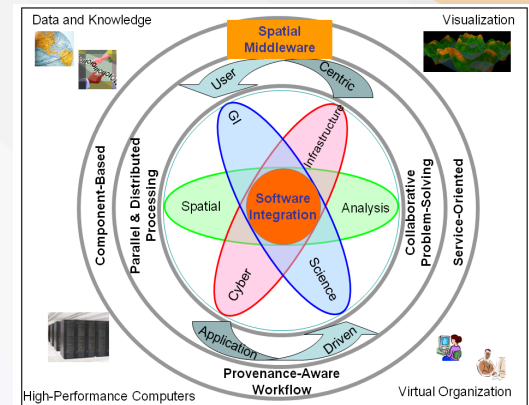 Data and Knowledge
Visualization
Spatial
Middleware
User
Centric
GI
Infrastructure
Component-Based
Parallel & Distributed
Processing
Spatial
Software
Integration
Analysis
Collaborative
Problem-Solving
Service-Oriented
Cyber
Science
Application
Driven
Provenance-Aware
Workflow
High-Performance Computers
Virtual Organization